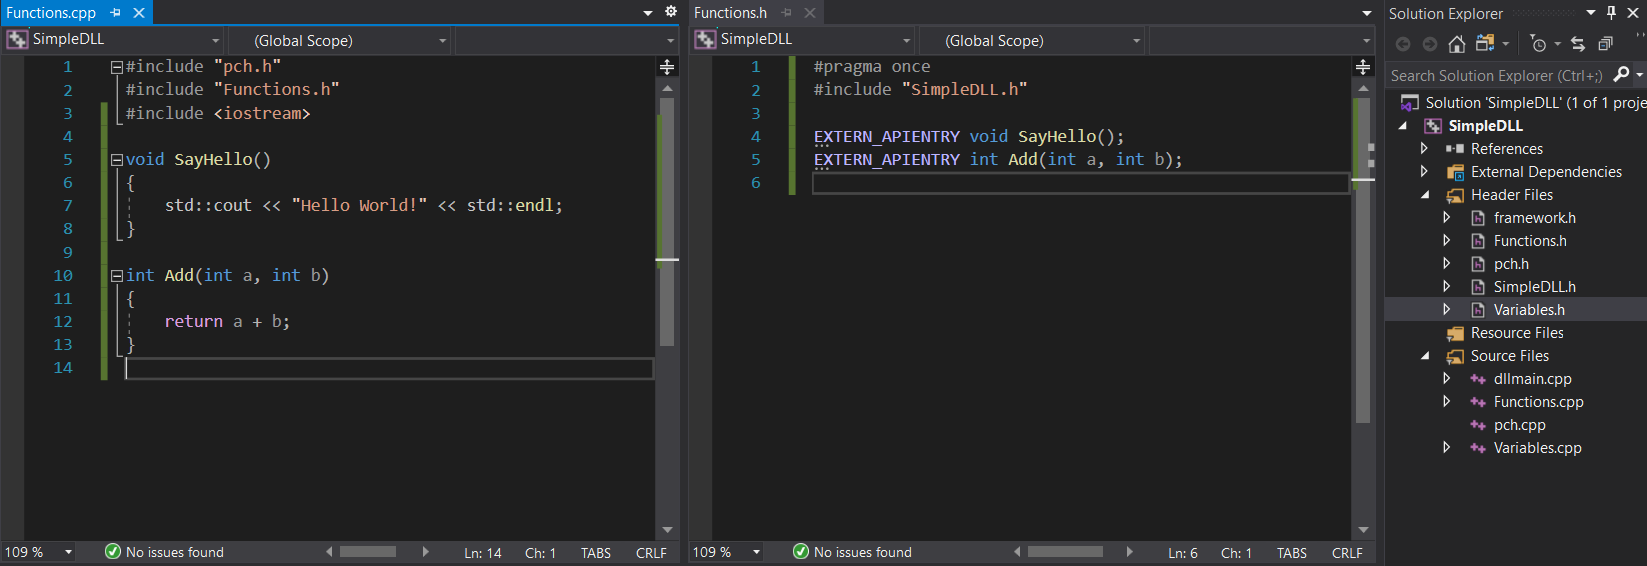 Functions.cpp
SimpleDLL
(Global Scope)
1 #include "pch.h"
2 #include "Functions.h"
3 #include <iostream>
4
5 void SayHello()
6 {
7 std::cout << "Hello World!" << std::endl;
8 }
9
10 int Add(int a, int b)
11 {
12 return a + b;
13 }
14
109 %
No issues found
Ln: 14
Ch: 1
TABS
CRLF
Functions.h
SimpleDLL
(Global Scope)
1 #pragma once
2 #include "SimpleDLL.h"
3
4 EXTERN_APIENTRY void SayHello();
5 EXTERN_APIENTRY int Add(int a, int b);
6
109 %
No issues found
Ln: 6
Ch: 1
TABS
CRLF
Solution Explorer
Search Solution Explorer (Ctrl+;)
Solution 'SimpleDLL' (1 of 1 proje
SimpleDLL
References
External Dependencies
Header Files
framework.h
Functions.h
pch.h
SimpleDLL.h
Variables.h
Resource Files
Source Files
dllmain.cpp
Functions.cpp
pch.cpp
Variables.cpp